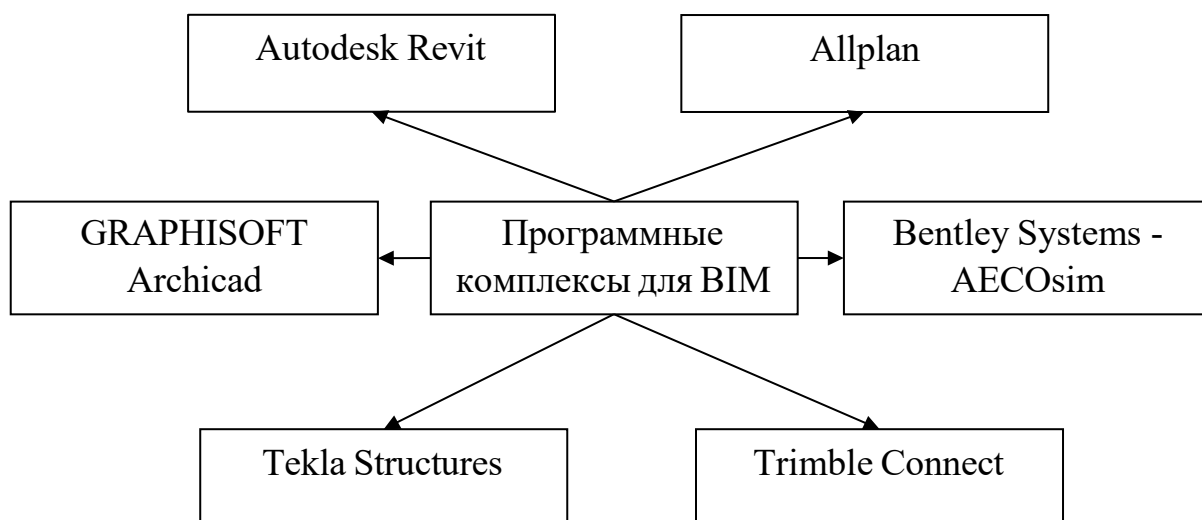 Autodesk Revit
Allplan
GRAPHISOFT
Archicad
Программные
комплексы для BIM
Bentley Systems -
AECOsim
Tekla Structures
Trimble Connect